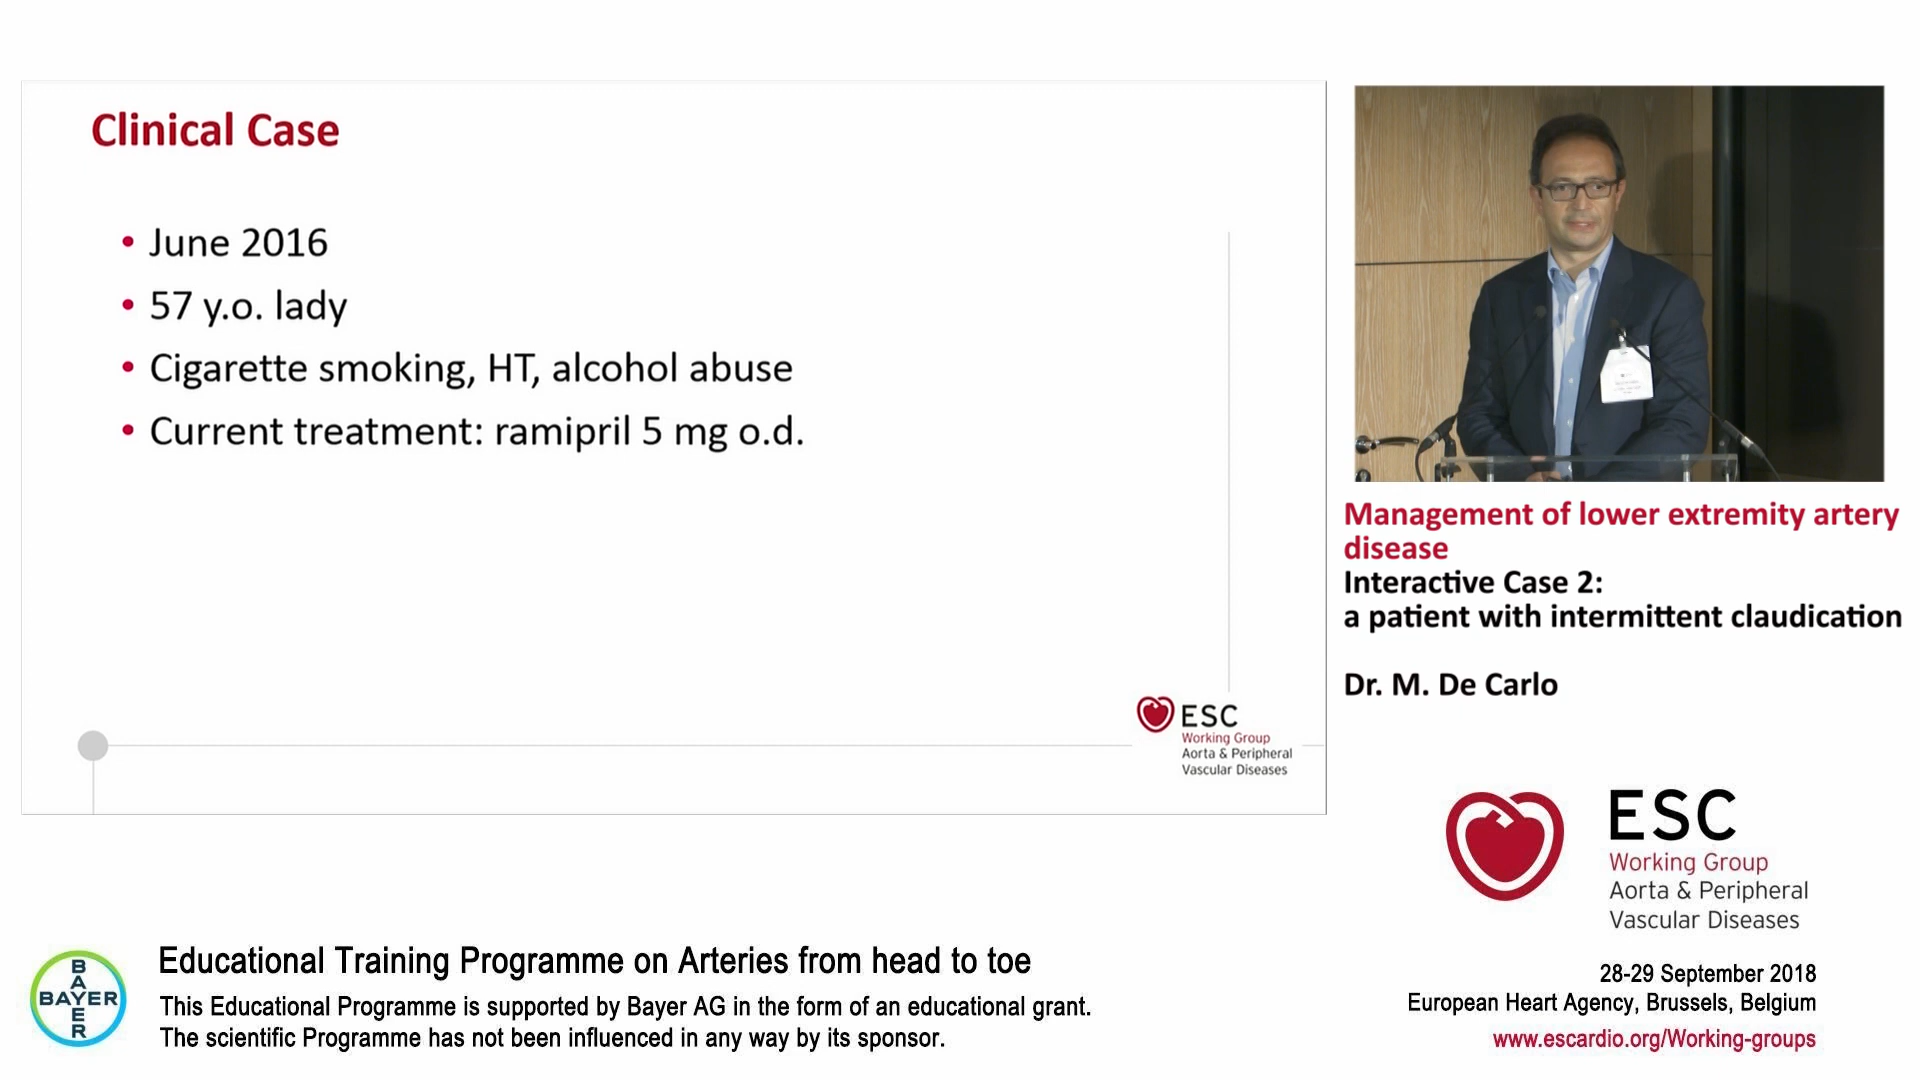 Clinical Case
• June 2016
• 57 y.o. lady
• Cigarette smoking, HT, alcohol abuse
• Current treatment: ramipril 5 mg o.d.
ESC
Working Group
Aorta & Peripheral
Vascular Diseases
Management of lower extremity artery
disease
Interactive Case 2:
a patient with intermittent claudication
Dr. M. De Carlo
ESC
Working Group
Aorta & Peripheral
Vascular Diseases
BAYER
BAYER
Educational Training Programme on Arteries from head to toe
This Educational Programme is supported by Bayer AG in the form of an educational grant.
The scientific Programme has not been influenced in any way by its sponsor.
28-29 September 2018
European Heart Agency, Brussels, Belgium
www.escardio.org/Working-groups